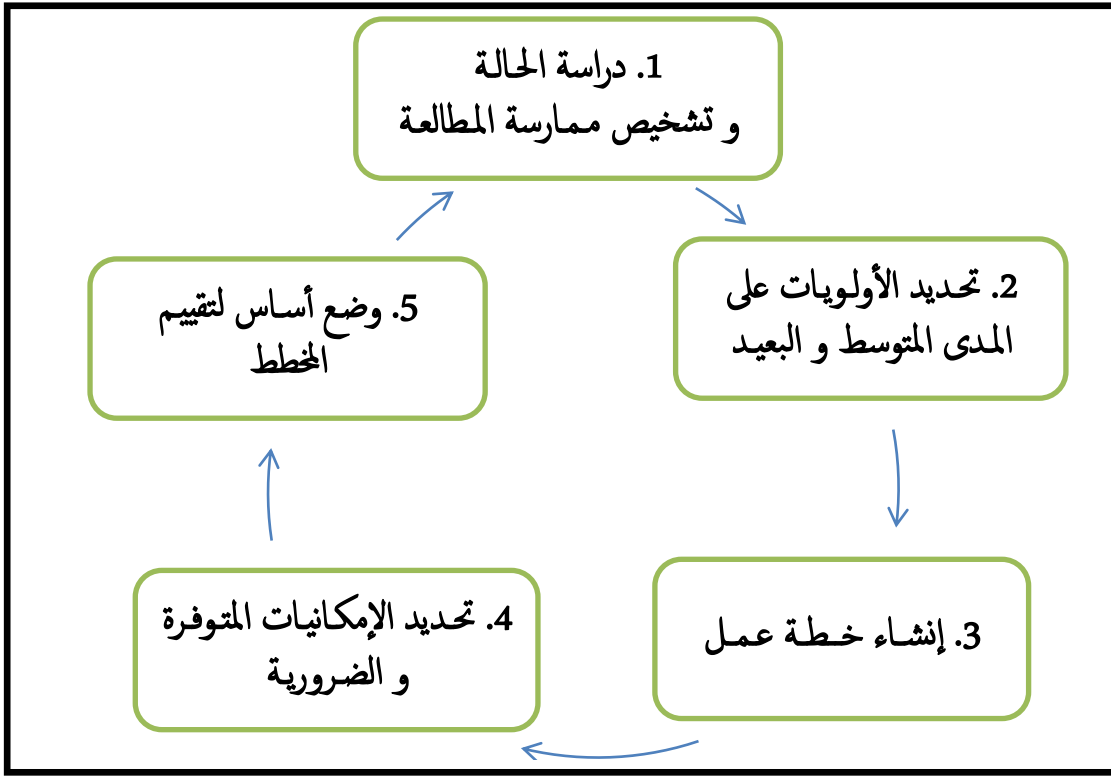 1. دراسة الحالة
و تشخيص ممارسة المطالعة
2. تحديد الأولويات على
المدى المتوسط و البعيد
3. إنشاء خطة عمل
4. تحديد الإمكانيات المتوفرة
و الضرورية
5. وضع أساس لتقييم
المخطط